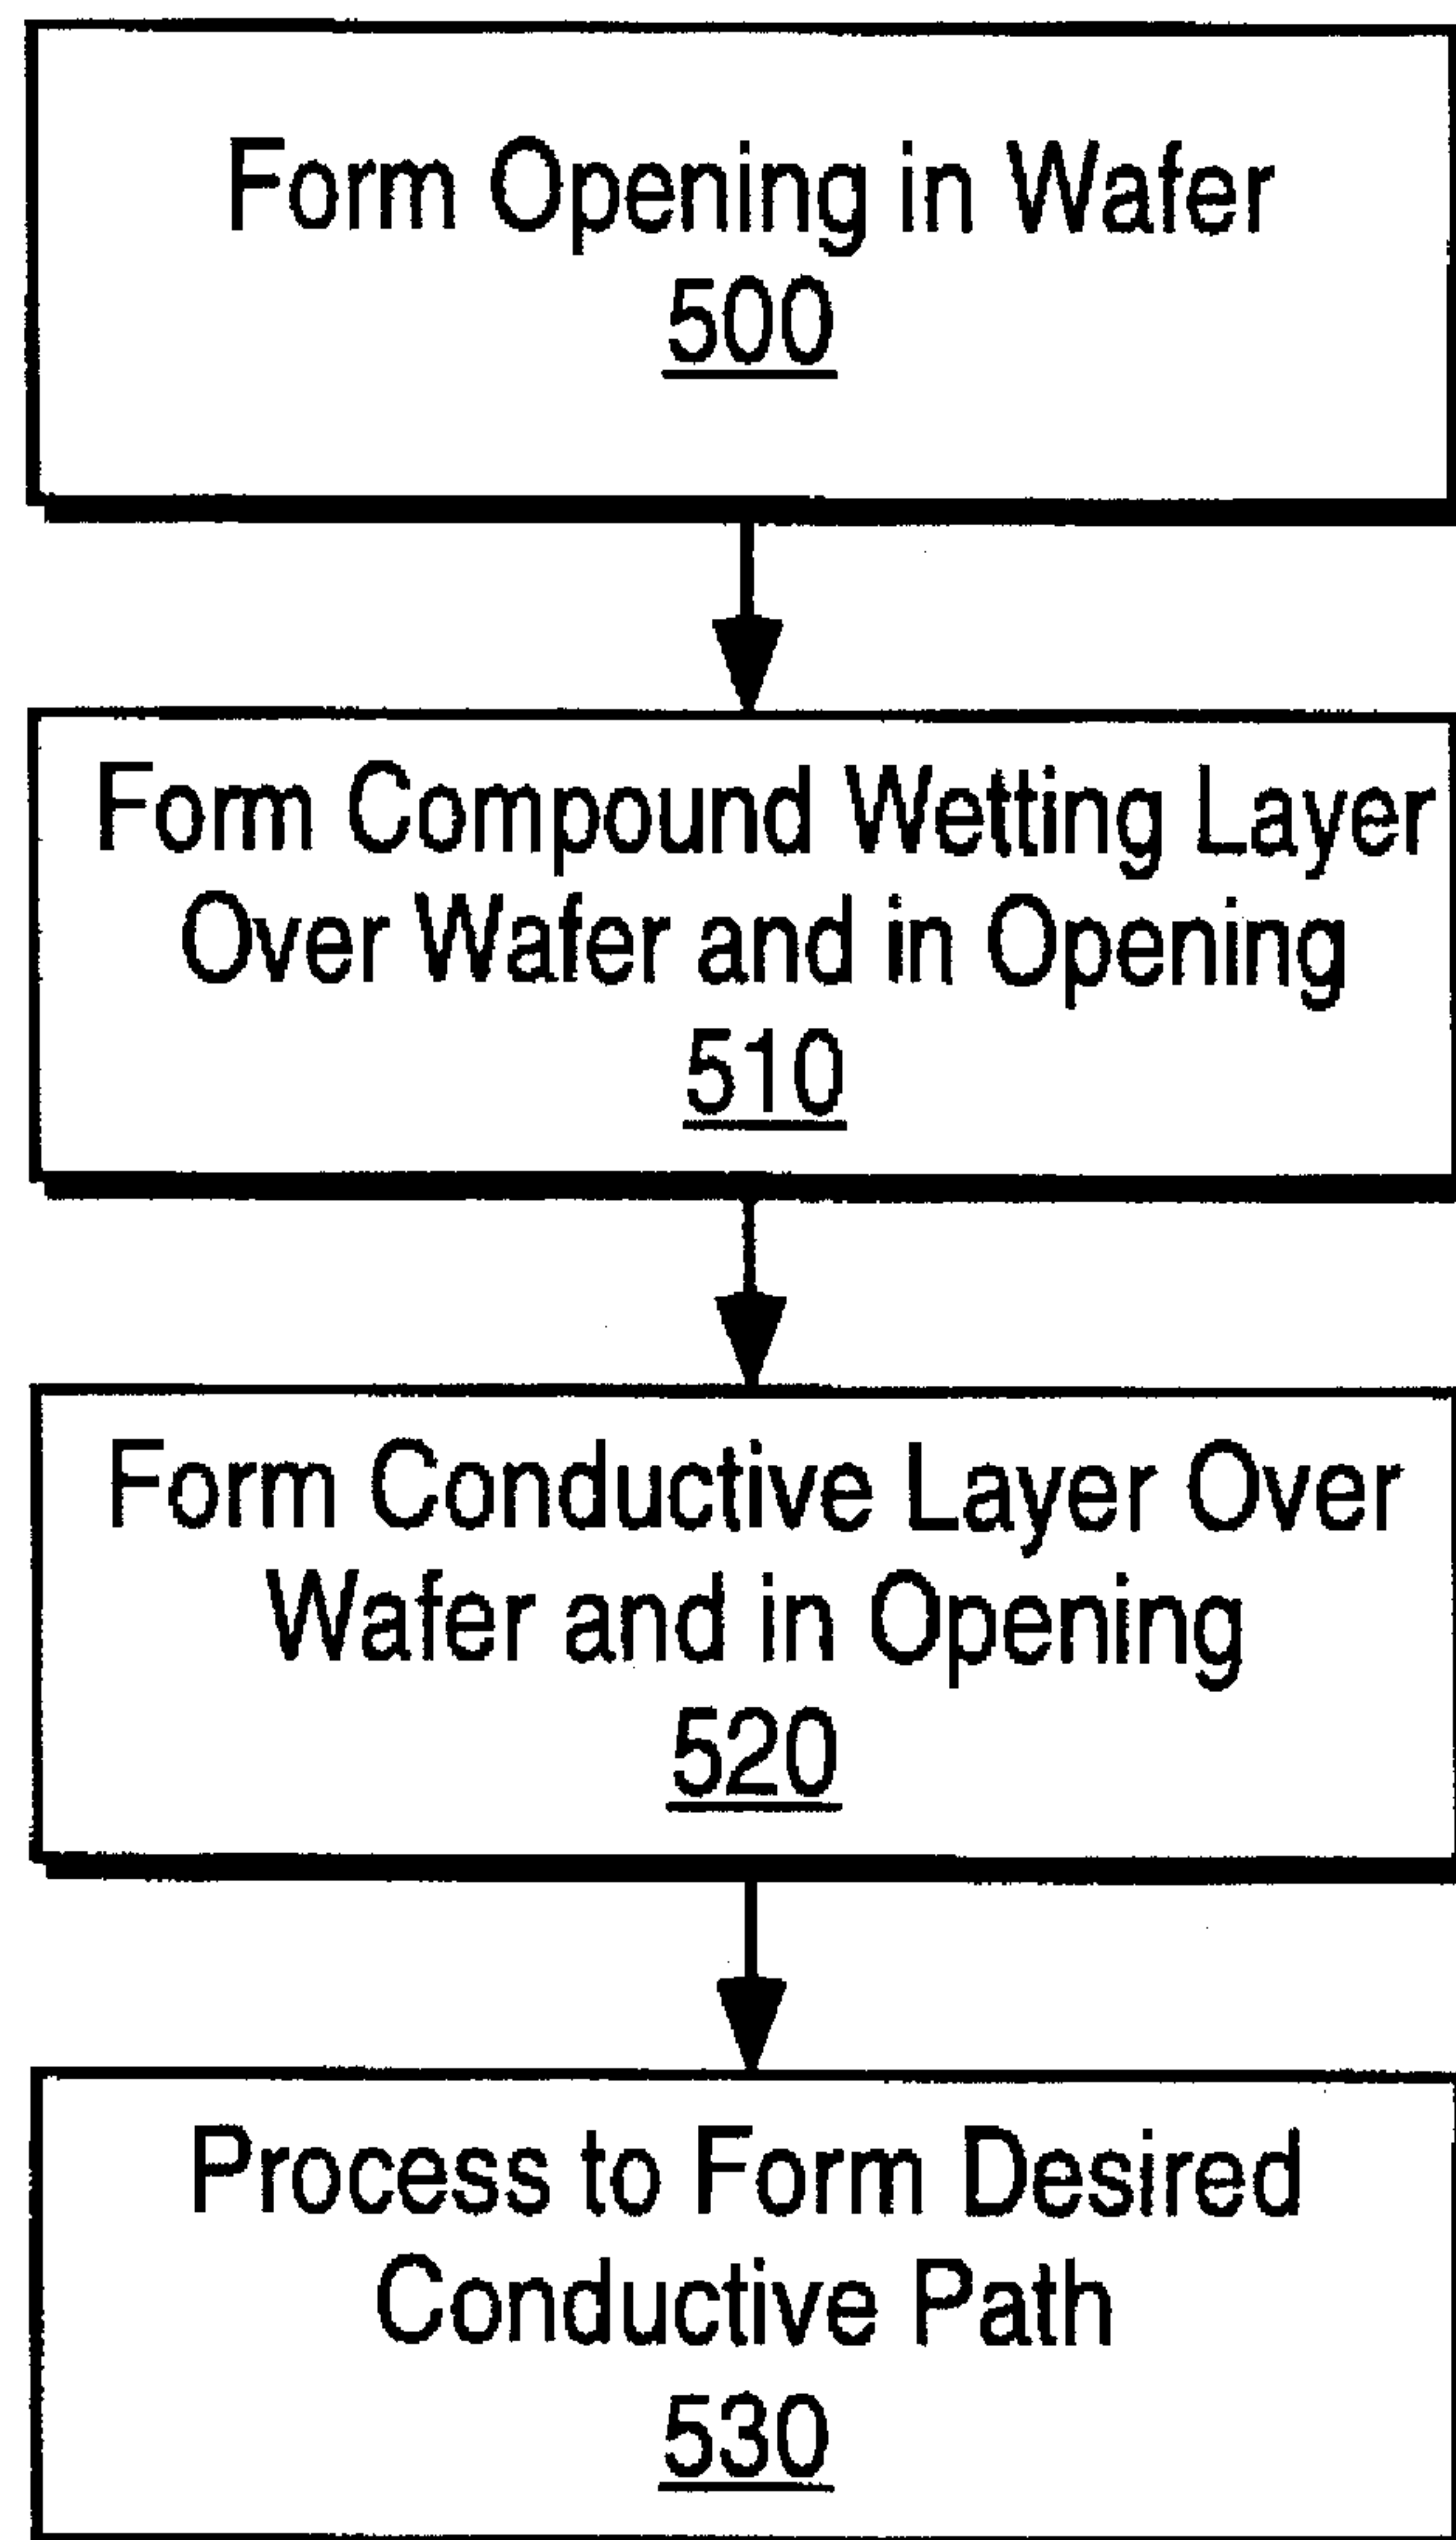 Form Opening in Wafer
500
Form Compound Wetting Layer
Over Wafer and in Opening
510
Form Conductive Layer Over
Wafer and in Opening
520
Process to Form Desired
Conductive Path
530